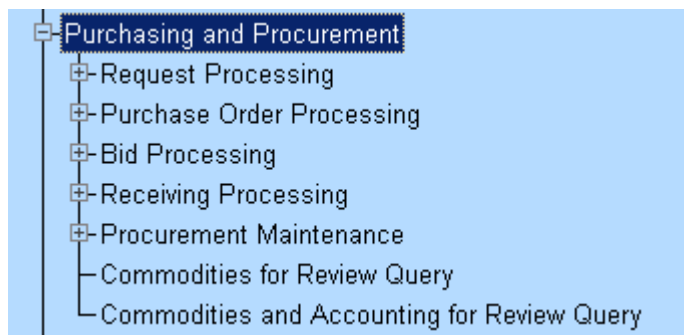 Purchasing and Procurement
Request Processing
Purchase Order Processing
Bid Processing
Receiving Processing
Procurement Maintenance
Commodities for Review Query
Commodities and Accounting for Review Query